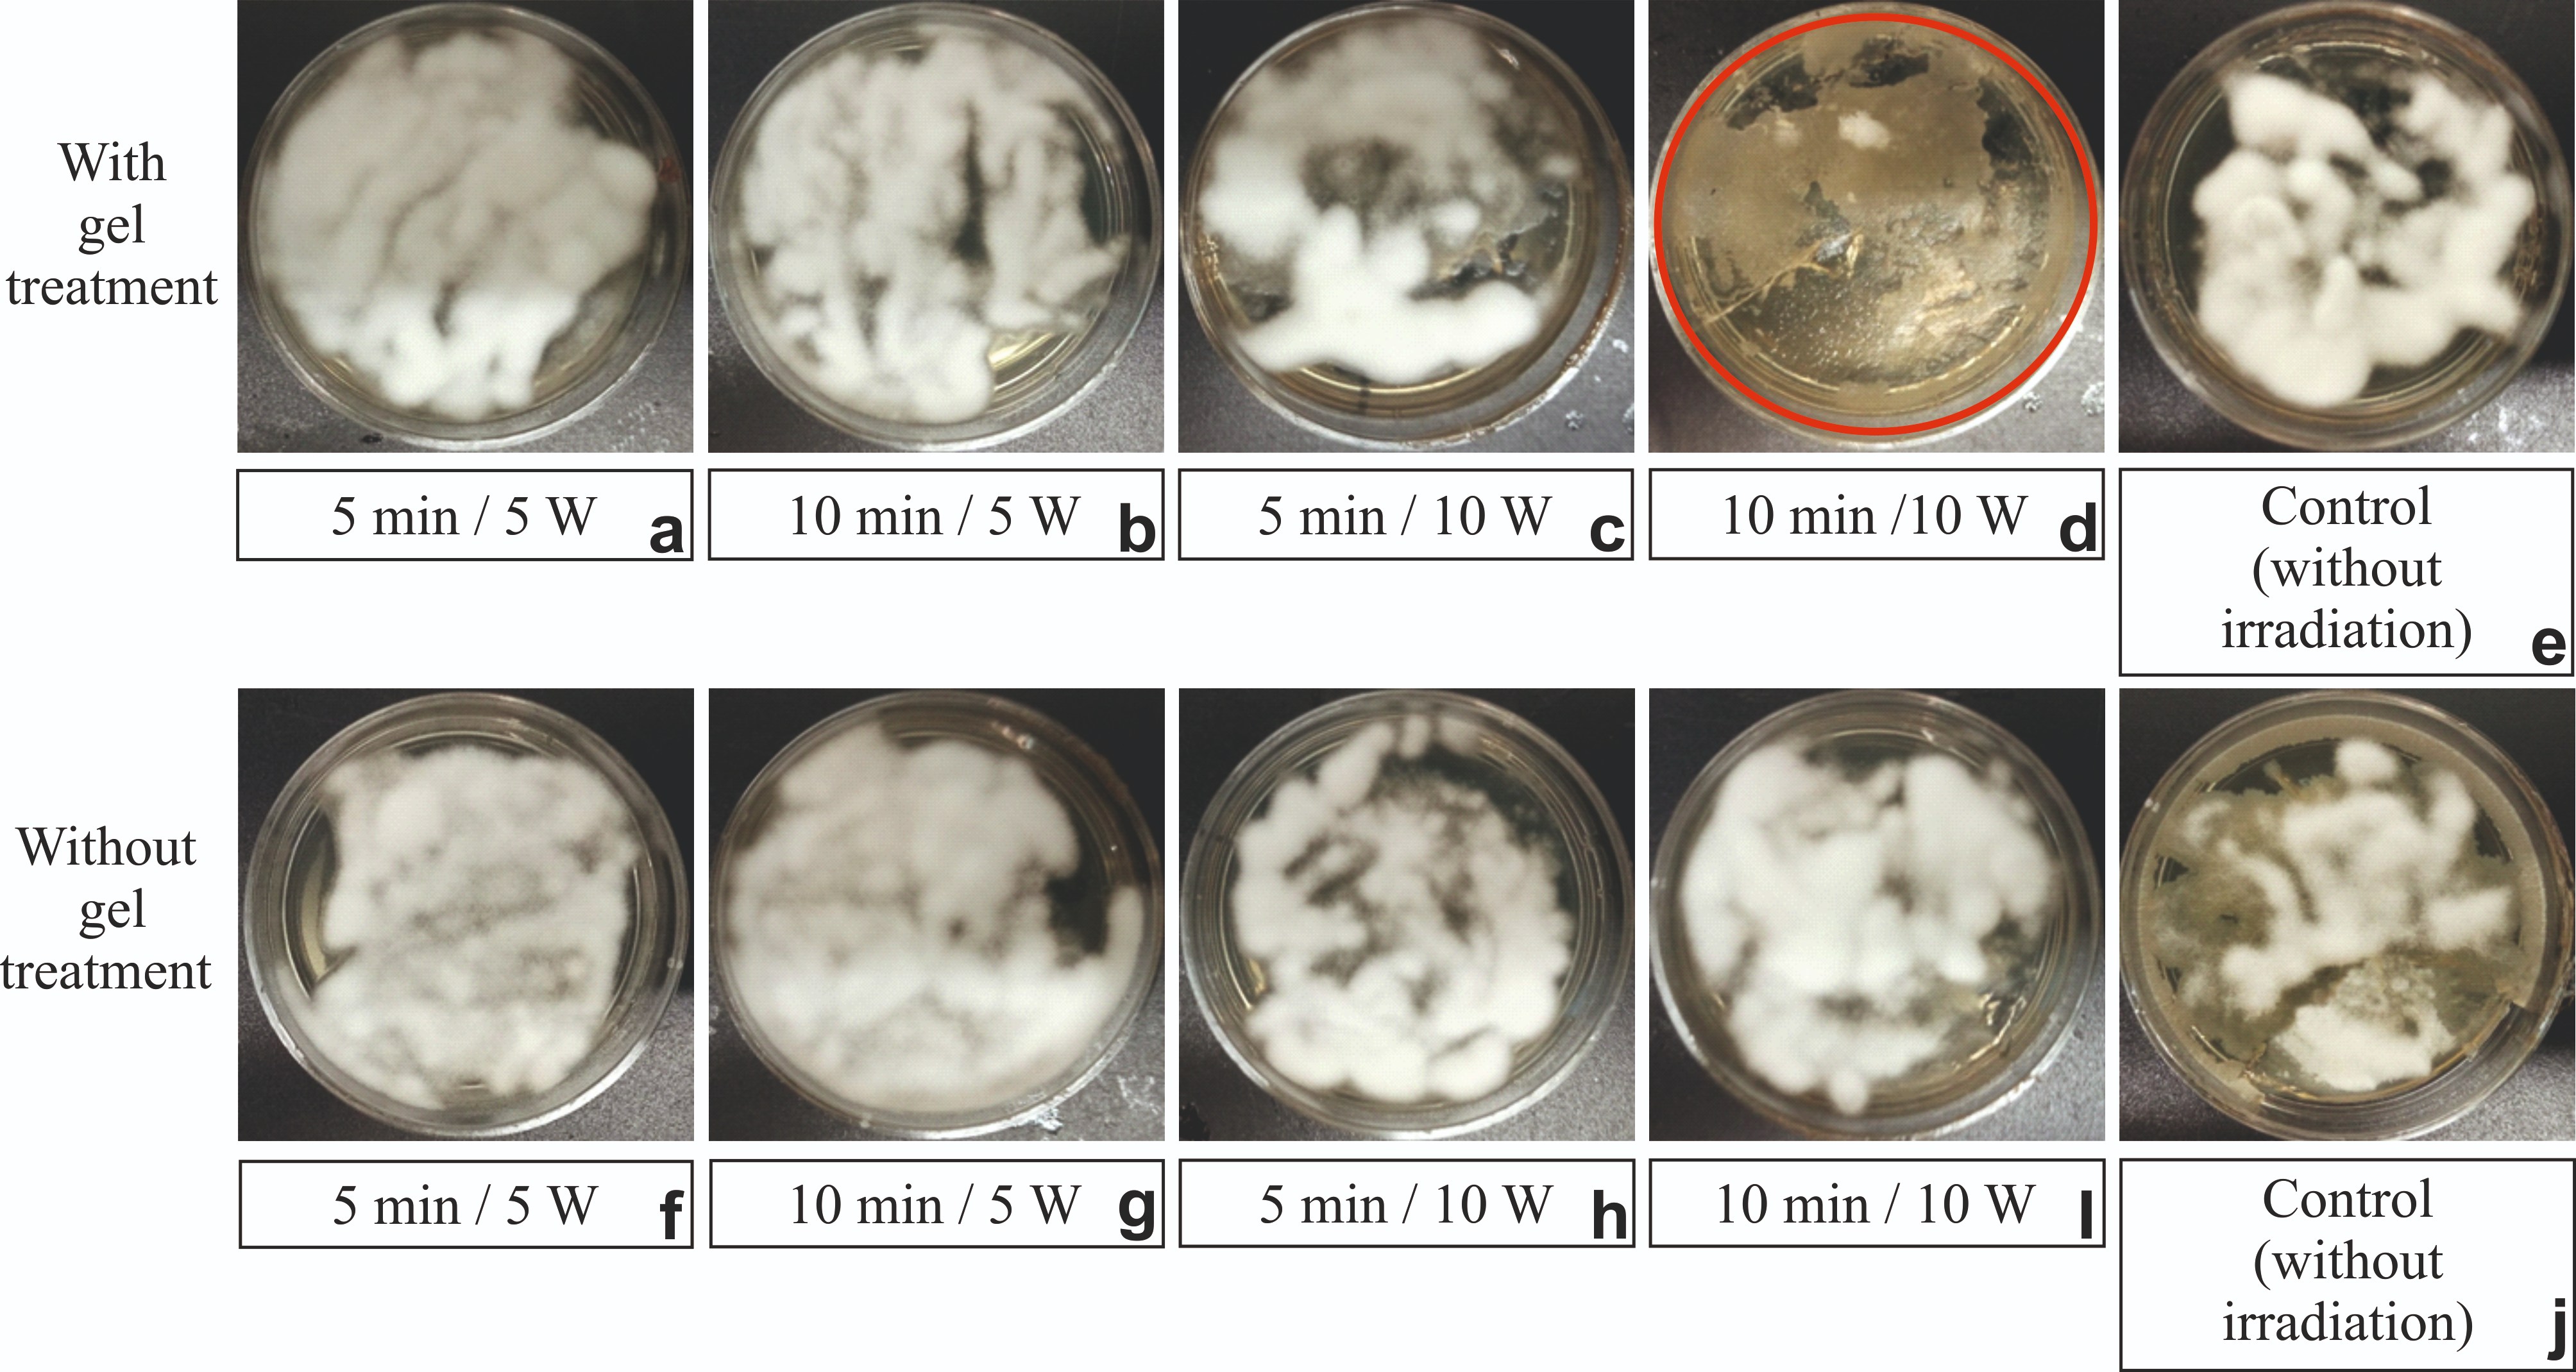 With
gel
treatment
5 min / 5 W a
10 min / 5 W b
5 min / 10 W c
10 min /10 W d
Control
(without
irradiation) e
Without
gel
treatment
5 min / 5 W f
10 min / 5 W g
5 min / 10 W h
10 min / 10 W I
Control
(without
irradiation) j